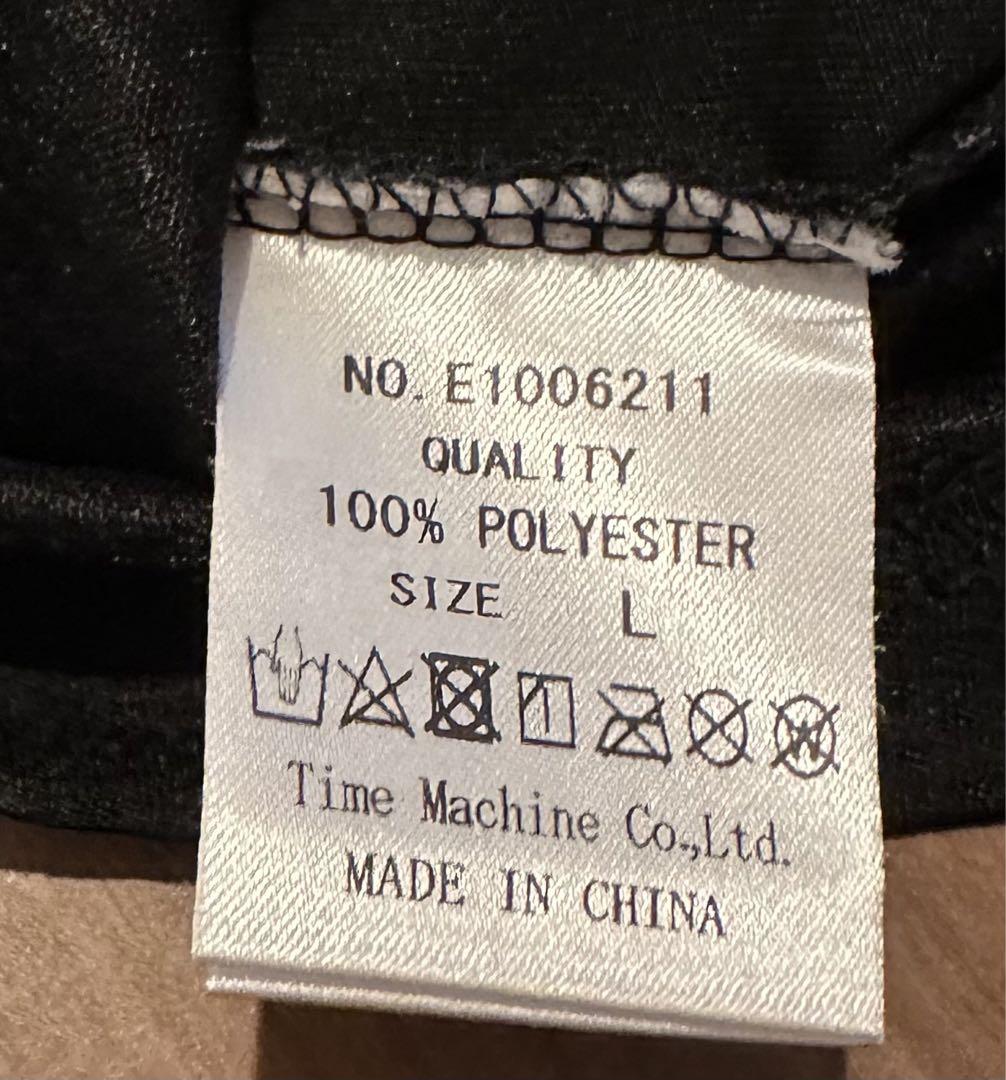 NO. E1006211
QUALITY
100% POLYESTER
SIZE L
W
Time Machine Co.,Ltd.
MADE IN CHINA